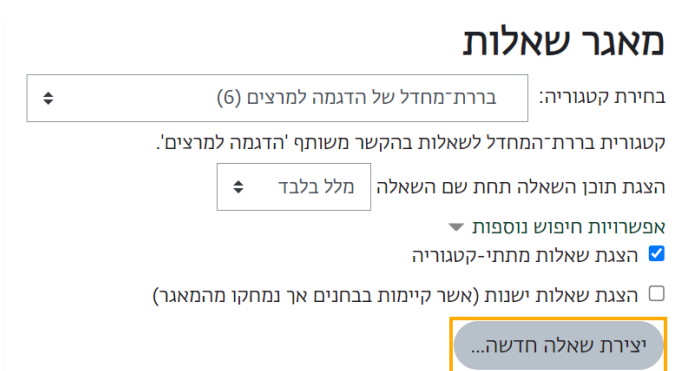 מאגר שאלות
בחירת קטגוריה: בררת־מחדל של הדגמה למרצים (6)
קטגורית בררת־המחדל לשאלות בהקשר משותף 'הדגמה למרצים'.
הצגת תוכן השאלה תחת שם השאלה מלל בלבד
אפשרויות חיפוש נוספות
הצגת שאלות מתתי-קטגוריה
הצגת שאלות ישנות (אשר קיימות בבחנים אך נמחקו מהמאגר)
יצירת שאלה חדשה...